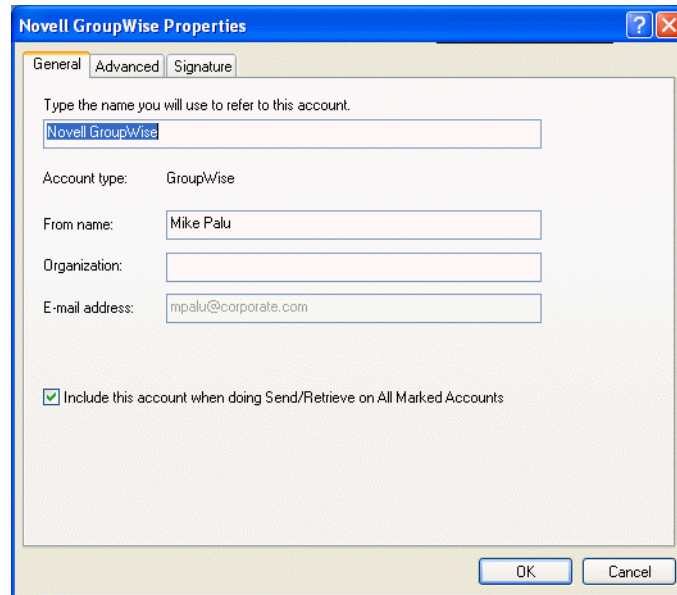 Novell GroupWise Properties
General Advanced Signature
Type the name you will use to refer to this account.
Novell GroupWise
Account type: GroupWise
From name: Mike Palu
Organization:
E-mail address: mpalu@corporate.com
Include this account when doing Send/Retrieve on All Marked Accounts
OK Cancel